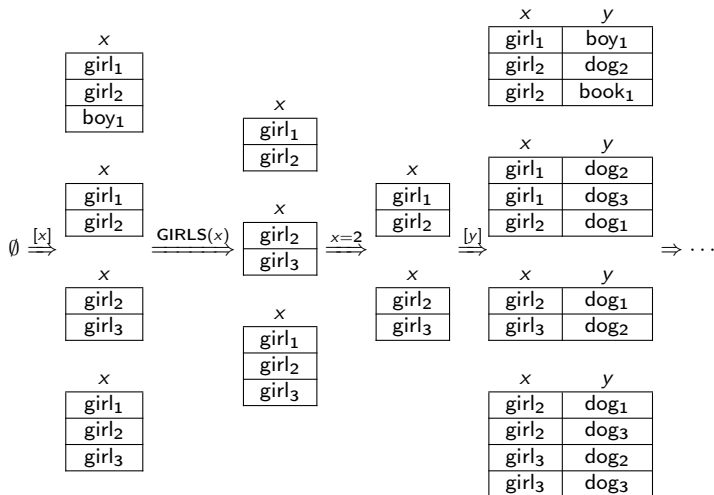 x
girl₁
girl₂
boy₁
x
girl₁
girl₂
x
girl₂
girl₃
x
girl₁
girl₂
girl₃
∅ =[x]⇒
=GIRLS(x)⇒
x
girl₁
girl₂
x
girl₂
girl₃
x
girl₁
girl₂
girl₃
=x=2⇒
x
girl₁
girl₂
x
girl₂
girl₃
=[y]⇒
x y
girl₁ boy₁
girl₂ dog₂
girl₂ book₁
x y
girl₁ dog₂
girl₁ dog₃
girl₂ dog₁
x y
girl₂ dog₁
girl₃ dog₂
x y
girl₂ dog₁
girl₂ dog₃
girl₃ dog₂
girl₃ dog₃
⇒ ···